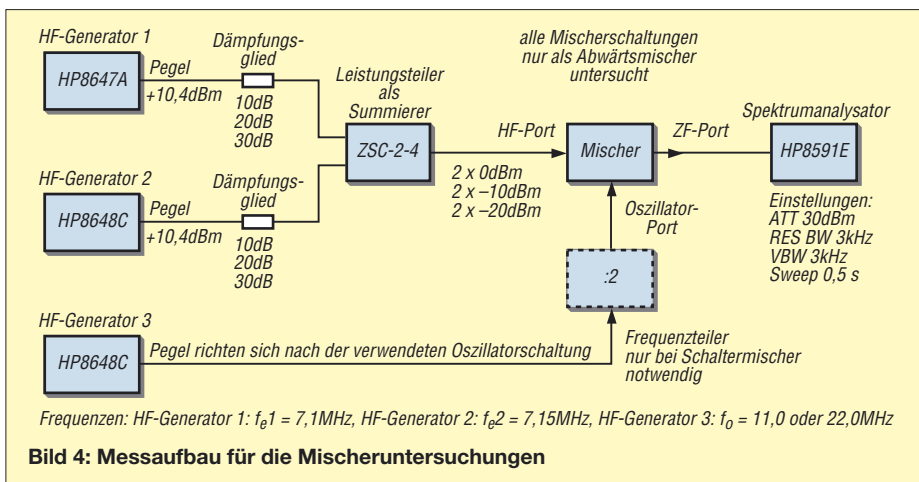 HF-Generator 1
HP8647A
Pegel
+10,4dBm
Dämpfungs-
glied
10dB
20dB
30dB
Leistungsteiler
als
Summierer
ZSC-2-4
alle Mischerschaltungen
nur als Abwärtsmischer
untersucht
HF-Port
2 x 0dBm
2 x –10dBm
2 x –20dBm
Mischer
ZF-Port
Spektrumanalysator
HP8591E
Einstellungen:
ATT 30dBm
RES BW 3kHz
VBW 3kHz
Sweep 0,5 s
HF-Generator 2
HP8648C
Pegel
+10,4dBm
Dämpfungs-
glied
10dB
20dB
30dB
Oszillator-
Port
:2
Frequenzteiler
nur bei Schaltermischer
notwendig
HF-Generator 3
HP8648C
Pegel richten sich nach der verwendeten Oszillatorschaltung
Frequenzen: HF-Generator 1: fe1 = 7,1MHz, HF-Generator 2: fe2 = 7,15MHz, HF-Generator 3: fo = 11,0 oder 22,0MHz
Bild 4: Messaufbau für die Mischeruntersuchungen